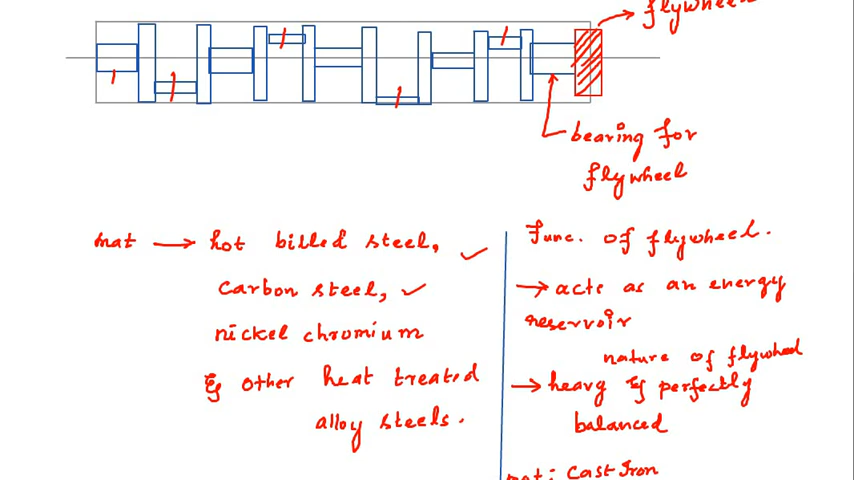 flywheel
bearing for
flywheel
mat → hot billed steel,
carbon steel,
nickel chromium
& other heat treated
alloy steels.
func. of flywheel.
→ acts as an energy
reservoir
nature of flywheel
→ heavy & perfectly
balanced
mat: Cast Iron